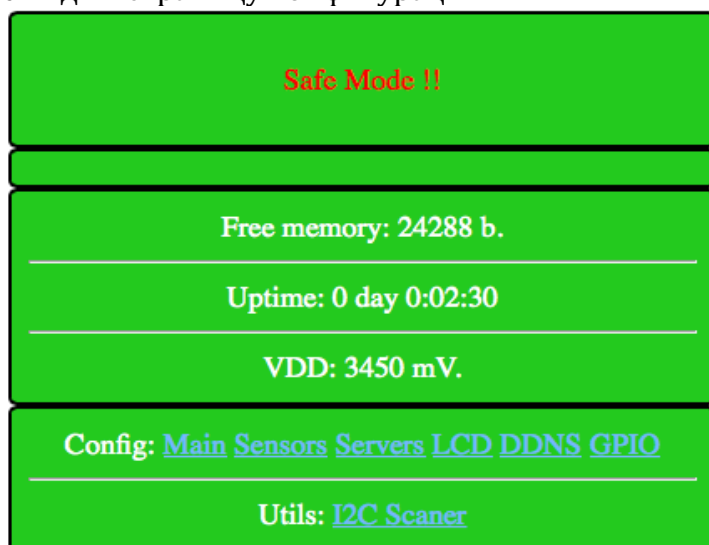 Safe Mode !!
Free memory: 24288 b.
Uptime: 0 day 0:02:30
VDD: 3450 mV.
Config: Main Sensors Servers LCD DDNS GPIO
Utils: I2C Scaner